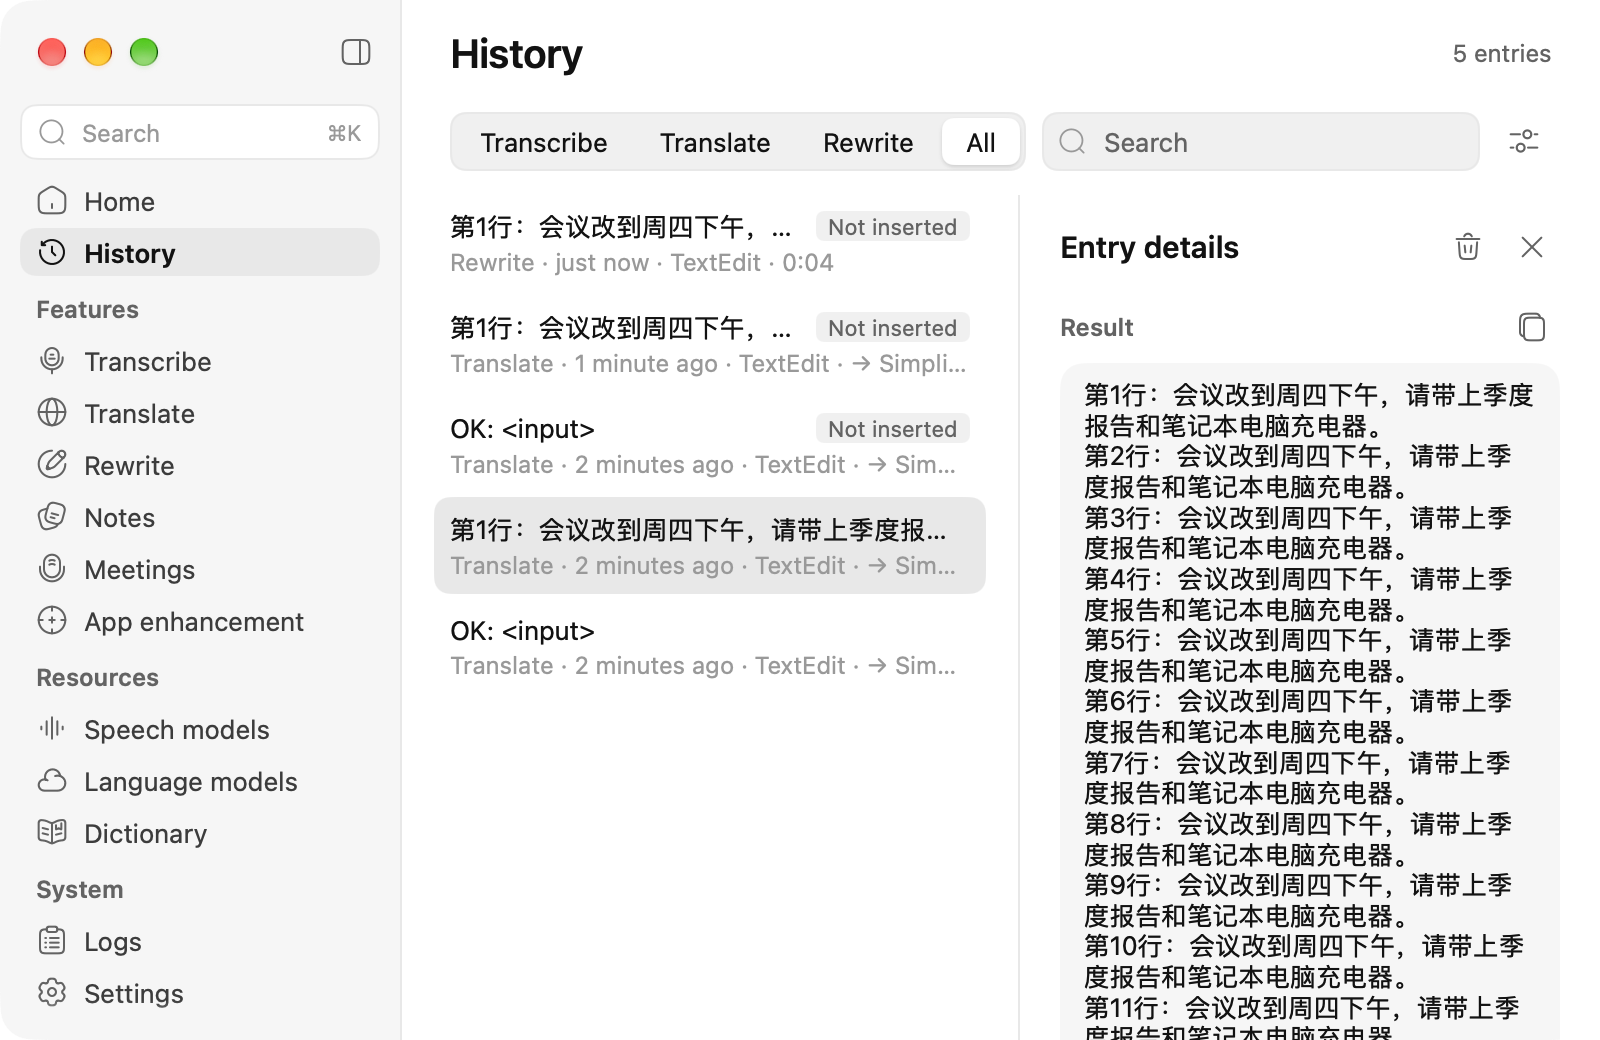 History
5 entries
Search ⌘K
Transcribe Translate Rewrite All
Search
Home
History
Features
Transcribe
Translate
Rewrite
Notes
Meetings
App enhancement
Resources
Speech models
Language models
Dictionary
System
Logs
Settings
第1行：会议改到周四下午，... Not inserted
Rewrite · just now · TextEdit · 0:04
第1行：会议改到周四下午，... Not inserted
Translate · 1 minute ago · TextEdit · → Simpli...
OK: <input> Not inserted
Translate · 2 minutes ago · TextEdit · → Sim...
第1行：会议改到周四下午，请带上季度报...
Translate · 2 minutes ago · TextEdit · → Sim...
OK: <input>
Translate · 2 minutes ago · TextEdit · → Sim...
Entry details
Result
第1行：会议改到周四下午，请带上季度
报告和笔记本电脑充电器。
第2行：会议改到周四下午，请带上季
度报告和笔记本电脑充电器。
第3行：会议改到周四下午，请带上季
度报告和笔记本电脑充电器。
第4行：会议改到周四下午，请带上季
度报告和笔记本电脑充电器。
第5行：会议改到周四下午，请带上季
度报告和笔记本电脑充电器。
第6行：会议改到周四下午，请带上季
度报告和笔记本电脑充电器。
第7行：会议改到周四下午，请带上季
度报告和笔记本电脑充电器。
第8行：会议改到周四下午，请带上季
度报告和笔记本电脑充电器。
第9行：会议改到周四下午，请带上季
度报告和笔记本电脑充电器。
第10行：会议改到周四下午，请带上季
度报告和笔记本电脑充电器。
第11行：会议改到周四下午，请带上季
度报告和笔记本电脑充电器。